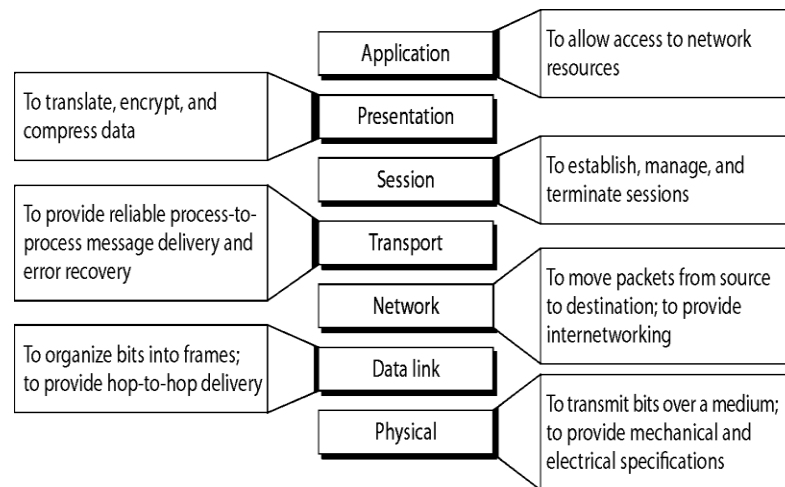 Application
To allow access to network
resources
To translate, encrypt, and
compress data
Presentation
Session
To establish, manage, and
terminate sessions
To provide reliable process-to-
process message delivery and
error recovery
Transport
Network
To move packets from source
to destination; to provide
internetworking
To organize bits into frames;
to provide hop-to-hop delivery
Data link
Physical
To transmit bits over a medium;
to provide mechanical and
electrical specifications